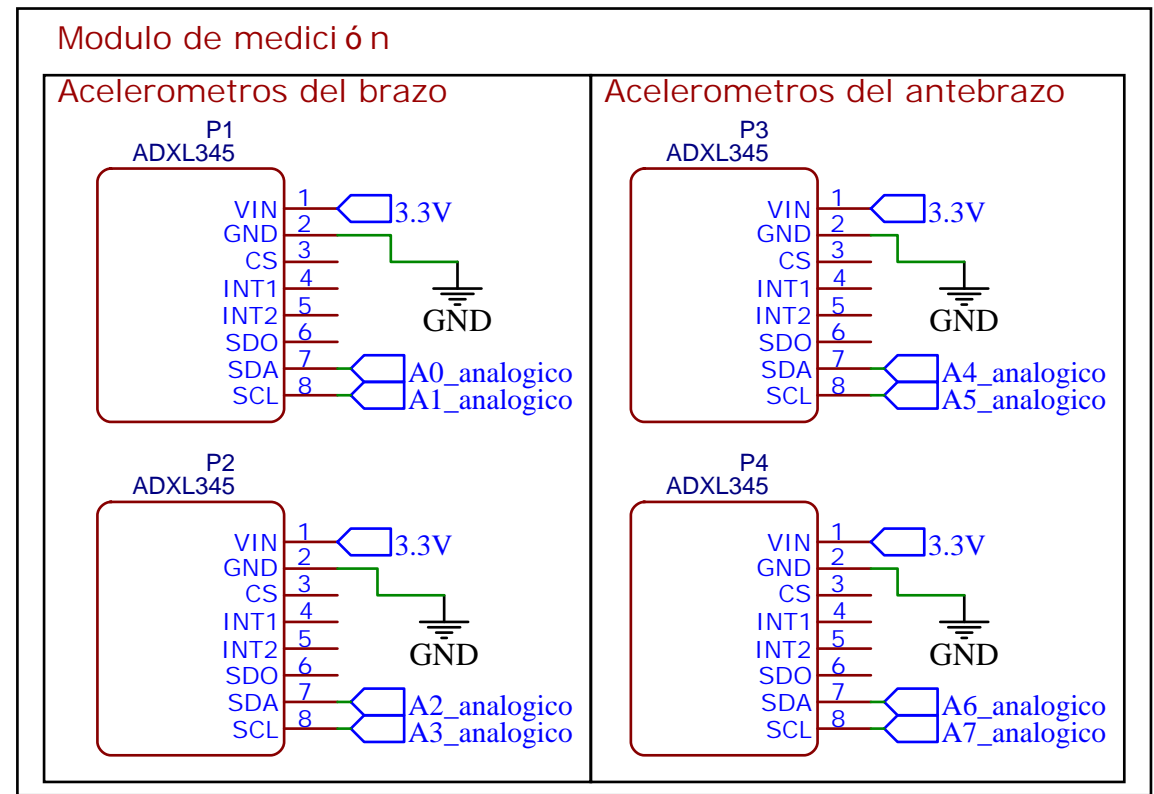 Modulo de medición
Acelerometros del brazo
P1
ADXL345
VIN 1 3.3V
GND 2
CS 3
INT1 4
INT2 5
SDO 6
SDA 7 A0_analogico
SCL 8 A1_analogico
GND
P2
ADXL345
VIN 1 3.3V
GND 2
CS 3
INT1 4
INT2 5
SDO 6
SDA 7 A2_analogico
SCL 8 A3_analogico
GND
Acelerometros del antebrazo
P3
ADXL345
VIN 1 3.3V
GND 2
CS 3
INT1 4
INT2 5
SDO 6
SDA 7 A4_analogico
SCL 8 A5_analogico
GND
P4
ADXL345
VIN 1 3.3V
GND 2
CS 3
INT1 4
INT2 5
SDO 6
SDA 7 A6_analogico
SCL 8 A7_analogico
GND